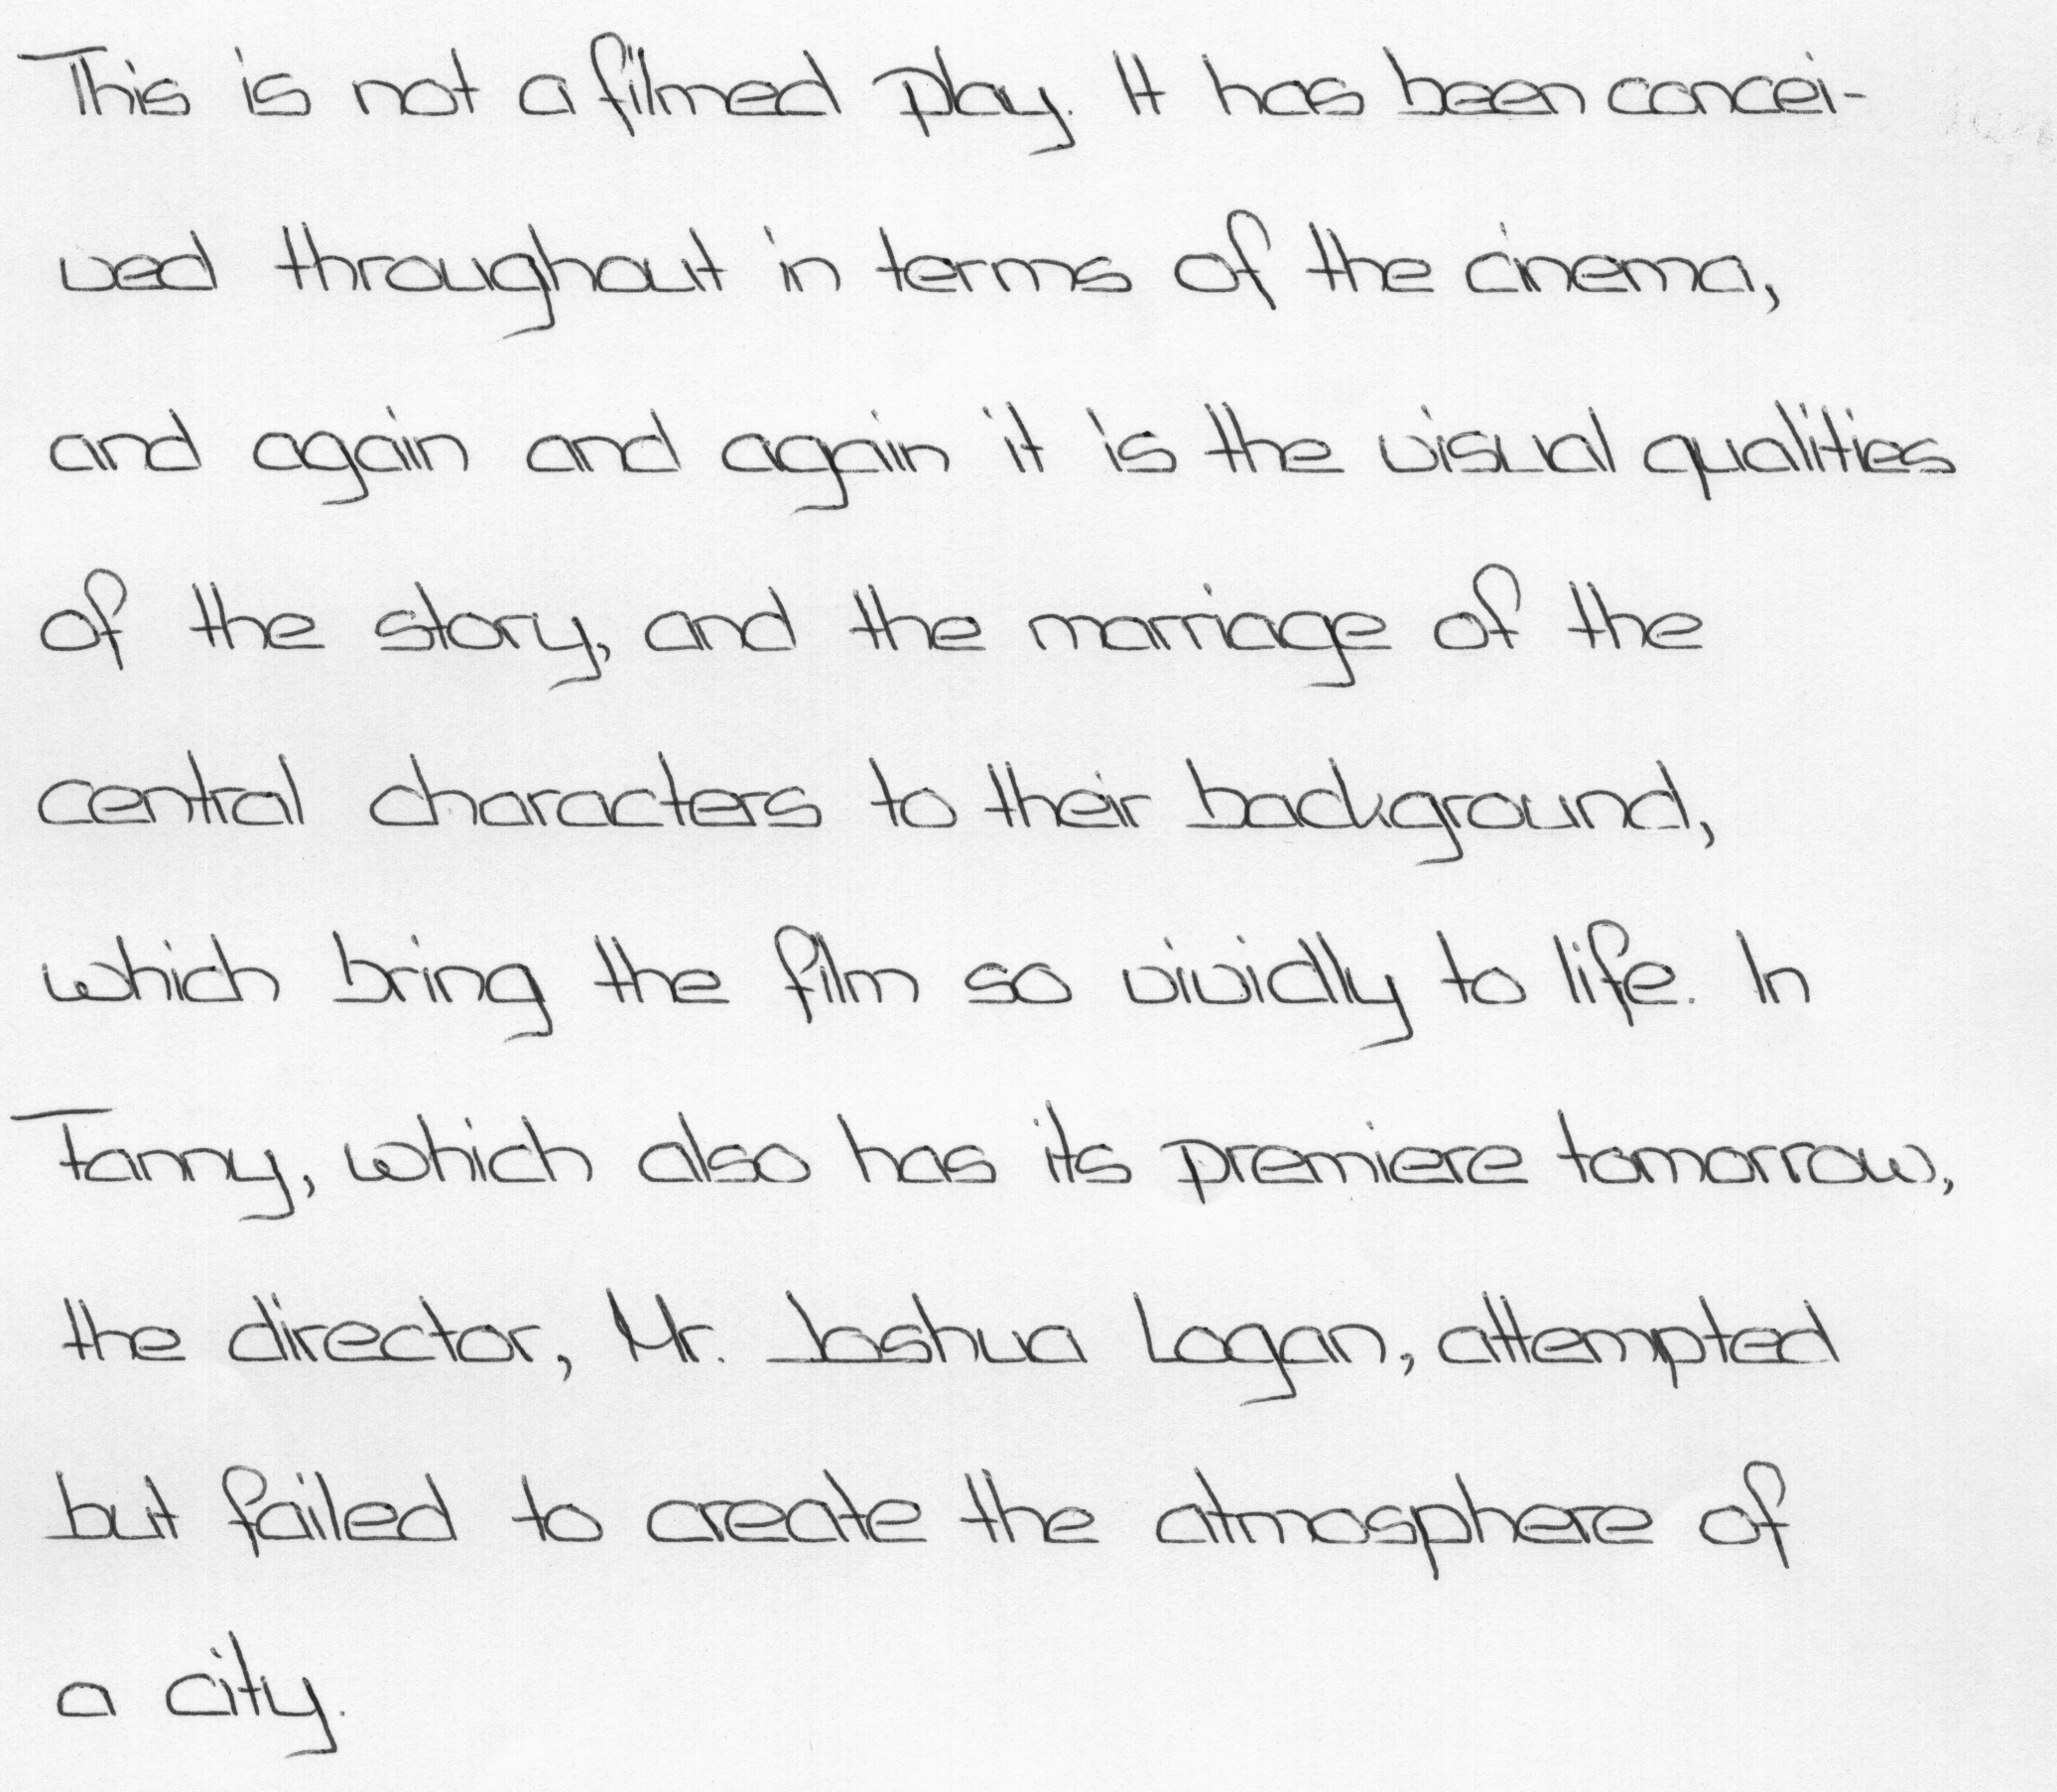 This is not a filmed play. It has been concei-
ved throughout in terms of the cinema,
and again and again it is the visual qualities
of the story, and the marriage of the
central characters to their background,
which bring the film so vividly to life. In
Fanny, which also has its premiere tomorrow,
the director, Mr. Joshua Logan, attempted
but failed to create the atmosphere of
a city.